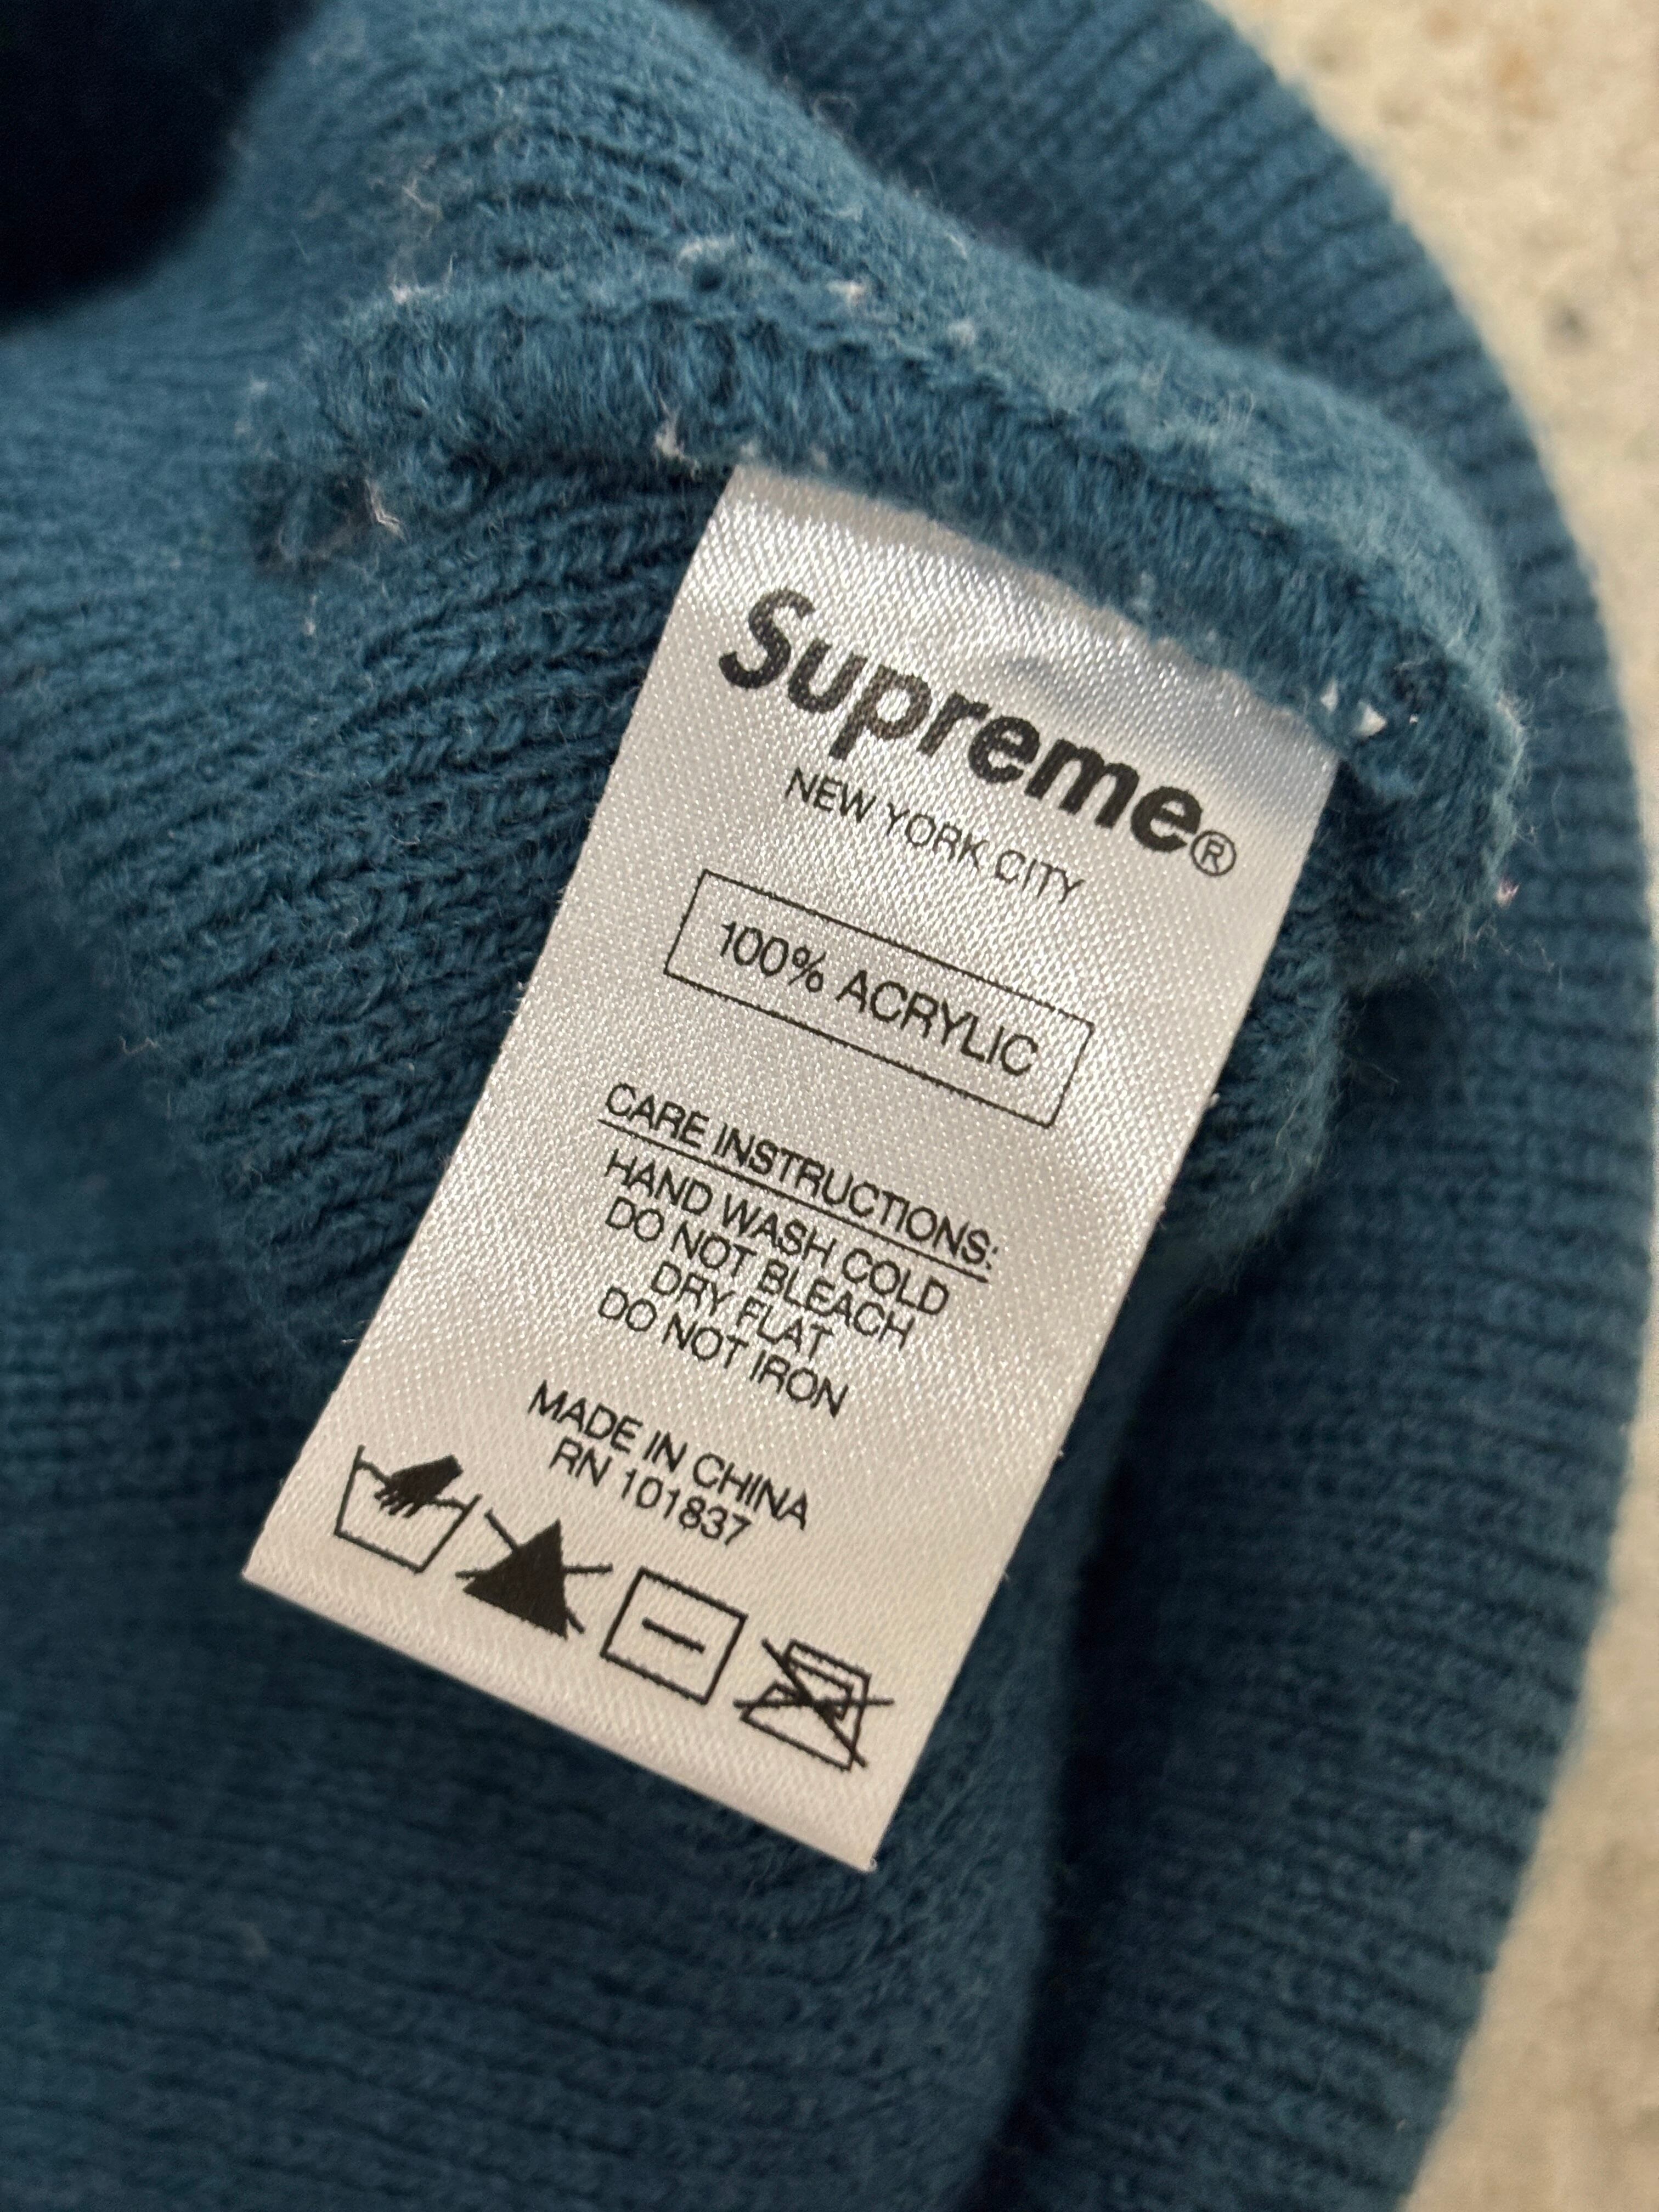 Supreme®
NEW YORK CITY
100% ACRYLIC
CARE INSTRUCTIONS:
HAND WASH COLD
DO NOT BLEACH
DRY FLAT
DO NOT IRON
MADE IN CHINA
RN 101837